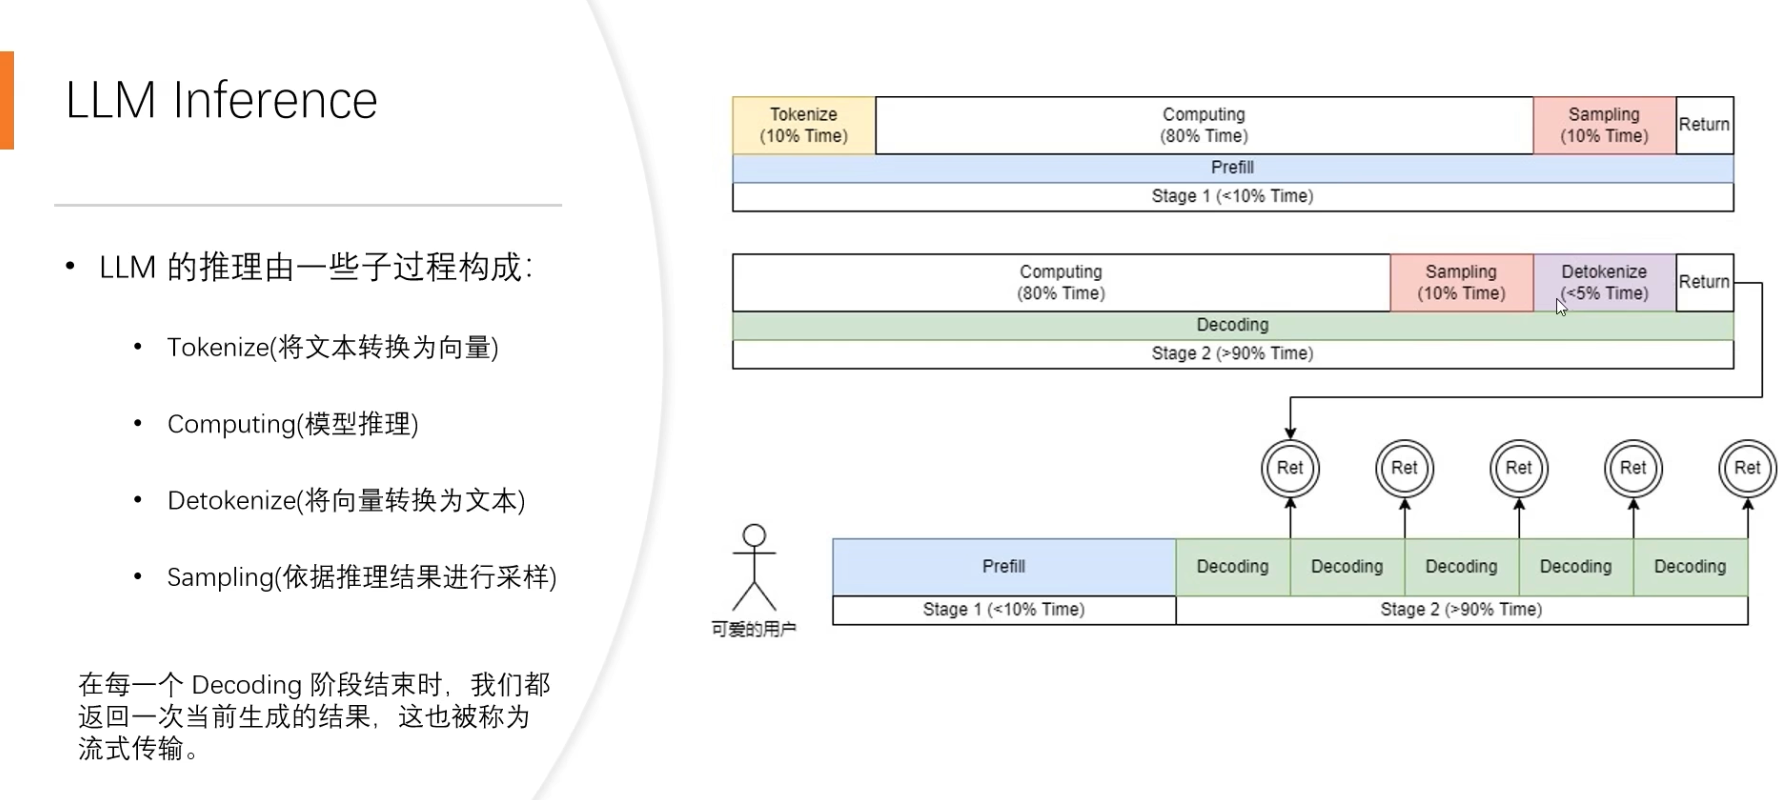 LLM Inference
• LLM 的推理由一些子过程构成：
• Tokenize(将文本转换为向量)
• Computing(模型推理)
• Detokenize(将向量转换为文本)
• Sampling(依据推理结果进行采样)
在每一个 Decoding 阶段结束时，我们都
返回一次当前生成的结果，这也被称为
流式传输。
Tokenize
(10% Time)
Computing
(80% Time)
Sampling
(10% Time)
Return
Prefill
Stage 1 (<10% Time)
Computing
(80% Time)
Sampling
(10% Time)
Detokenize
(<5% Time)
Return
Decoding
Stage 2 (>90% Time)
Ret
Ret
Ret
Ret
Ret
Prefill
Decoding
Decoding
Decoding
Decoding
Decoding
Stage 1 (<10% Time)
Stage 2 (>90% Time)
可爱的用户